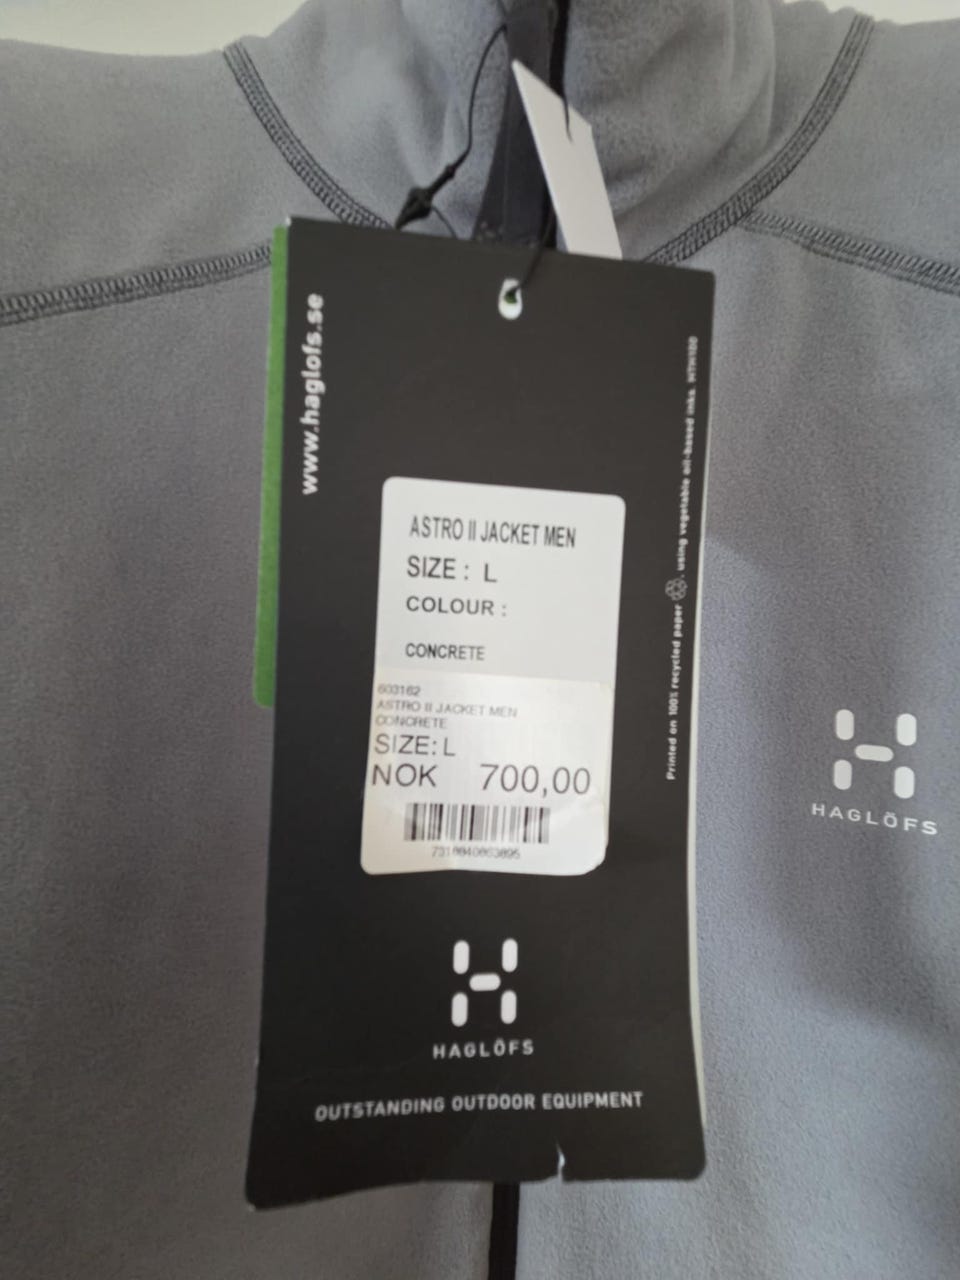 www.haglofs.se
Printed on 100% recycled paper, using vegetable oil-based inks.
ASTRO II JACKET MEN
SIZE : L
COLOUR :
CONCRETE
603162
ASTRO II JACKET MEN
CONCRETE
SIZE: L
NOK 700,00
HAGLÖFS
HAGLÖFS
OUTSTANDING OUTDOOR EQUIPMENT